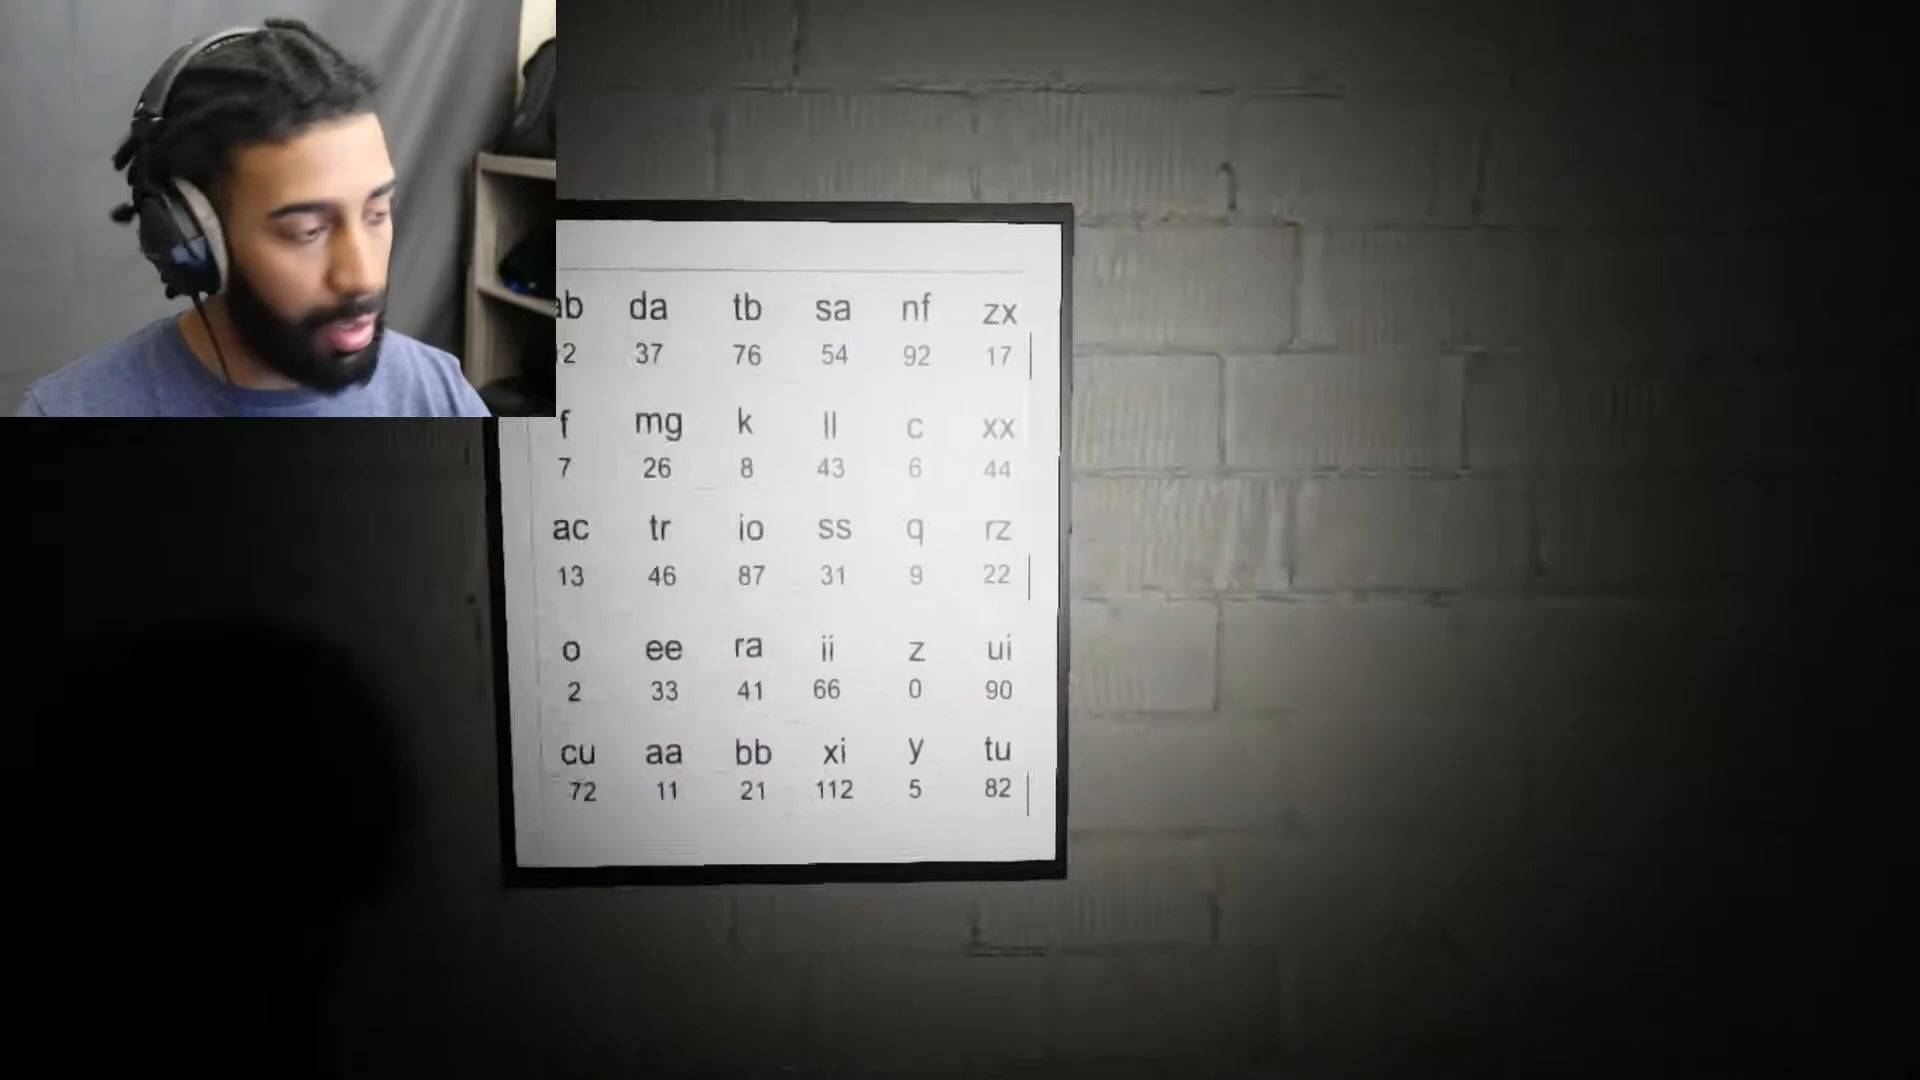 da tb sa nf zx
37 76 54 92 17
f mg k ll c xx
7 26 8 43 6 44
ac tr io ss q rz
13 46 87 31 9 22
o ee ra ii z ui
2 33 41 66 0 90
cu aa bb xi y tu
72 11 21 112 5 82